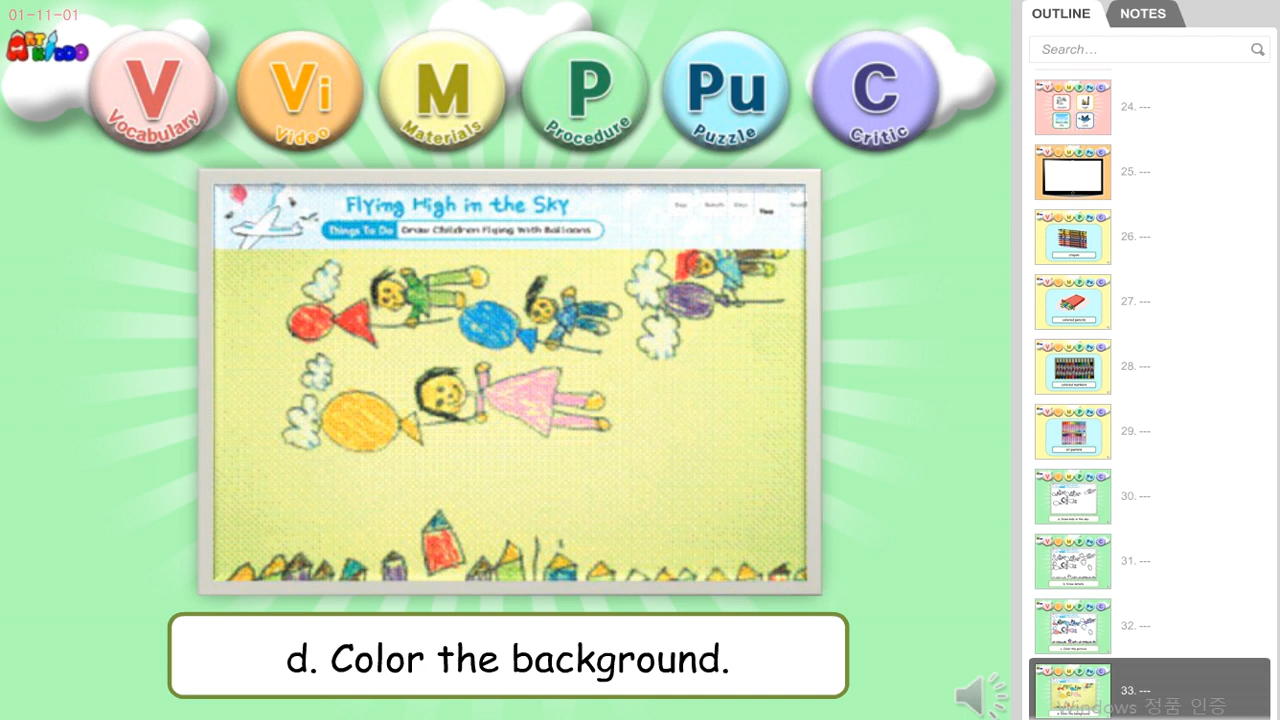 01-11-01
ART KIDOO
V Vocabulary
Vi Video
M Materials
P Procedure
Pu Puzzle
C Critic
Flying High in the Sky
Things To Do Draw Children Flying With Balloons
d. Color the background.
OUTLINE
NOTES
Search...
24. ---
25. ---
26. ---
27. ---
28. ---
29. ---
30. ---
31. ---
32. ---
33. ---
Windows 정품 인증